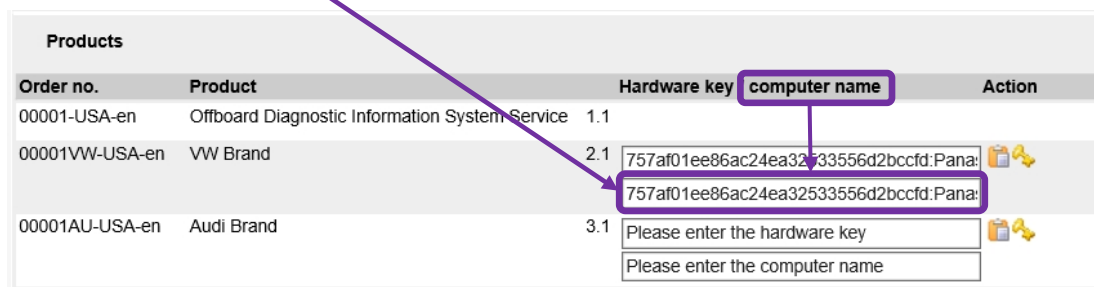 Products
Order no. Product Hardware key computer name Action
00001-USA-en Offboard Diagnostic Information System Service 1.1
00001VW-USA-en VW Brand 2.1 757af01ee86ac24ea32533556d2bccfd:Panas
757af01ee86ac24ea32533556d2bccfd:Panas
00001AU-USA-en Audi Brand 3.1 Please enter the hardware key
Please enter the computer name